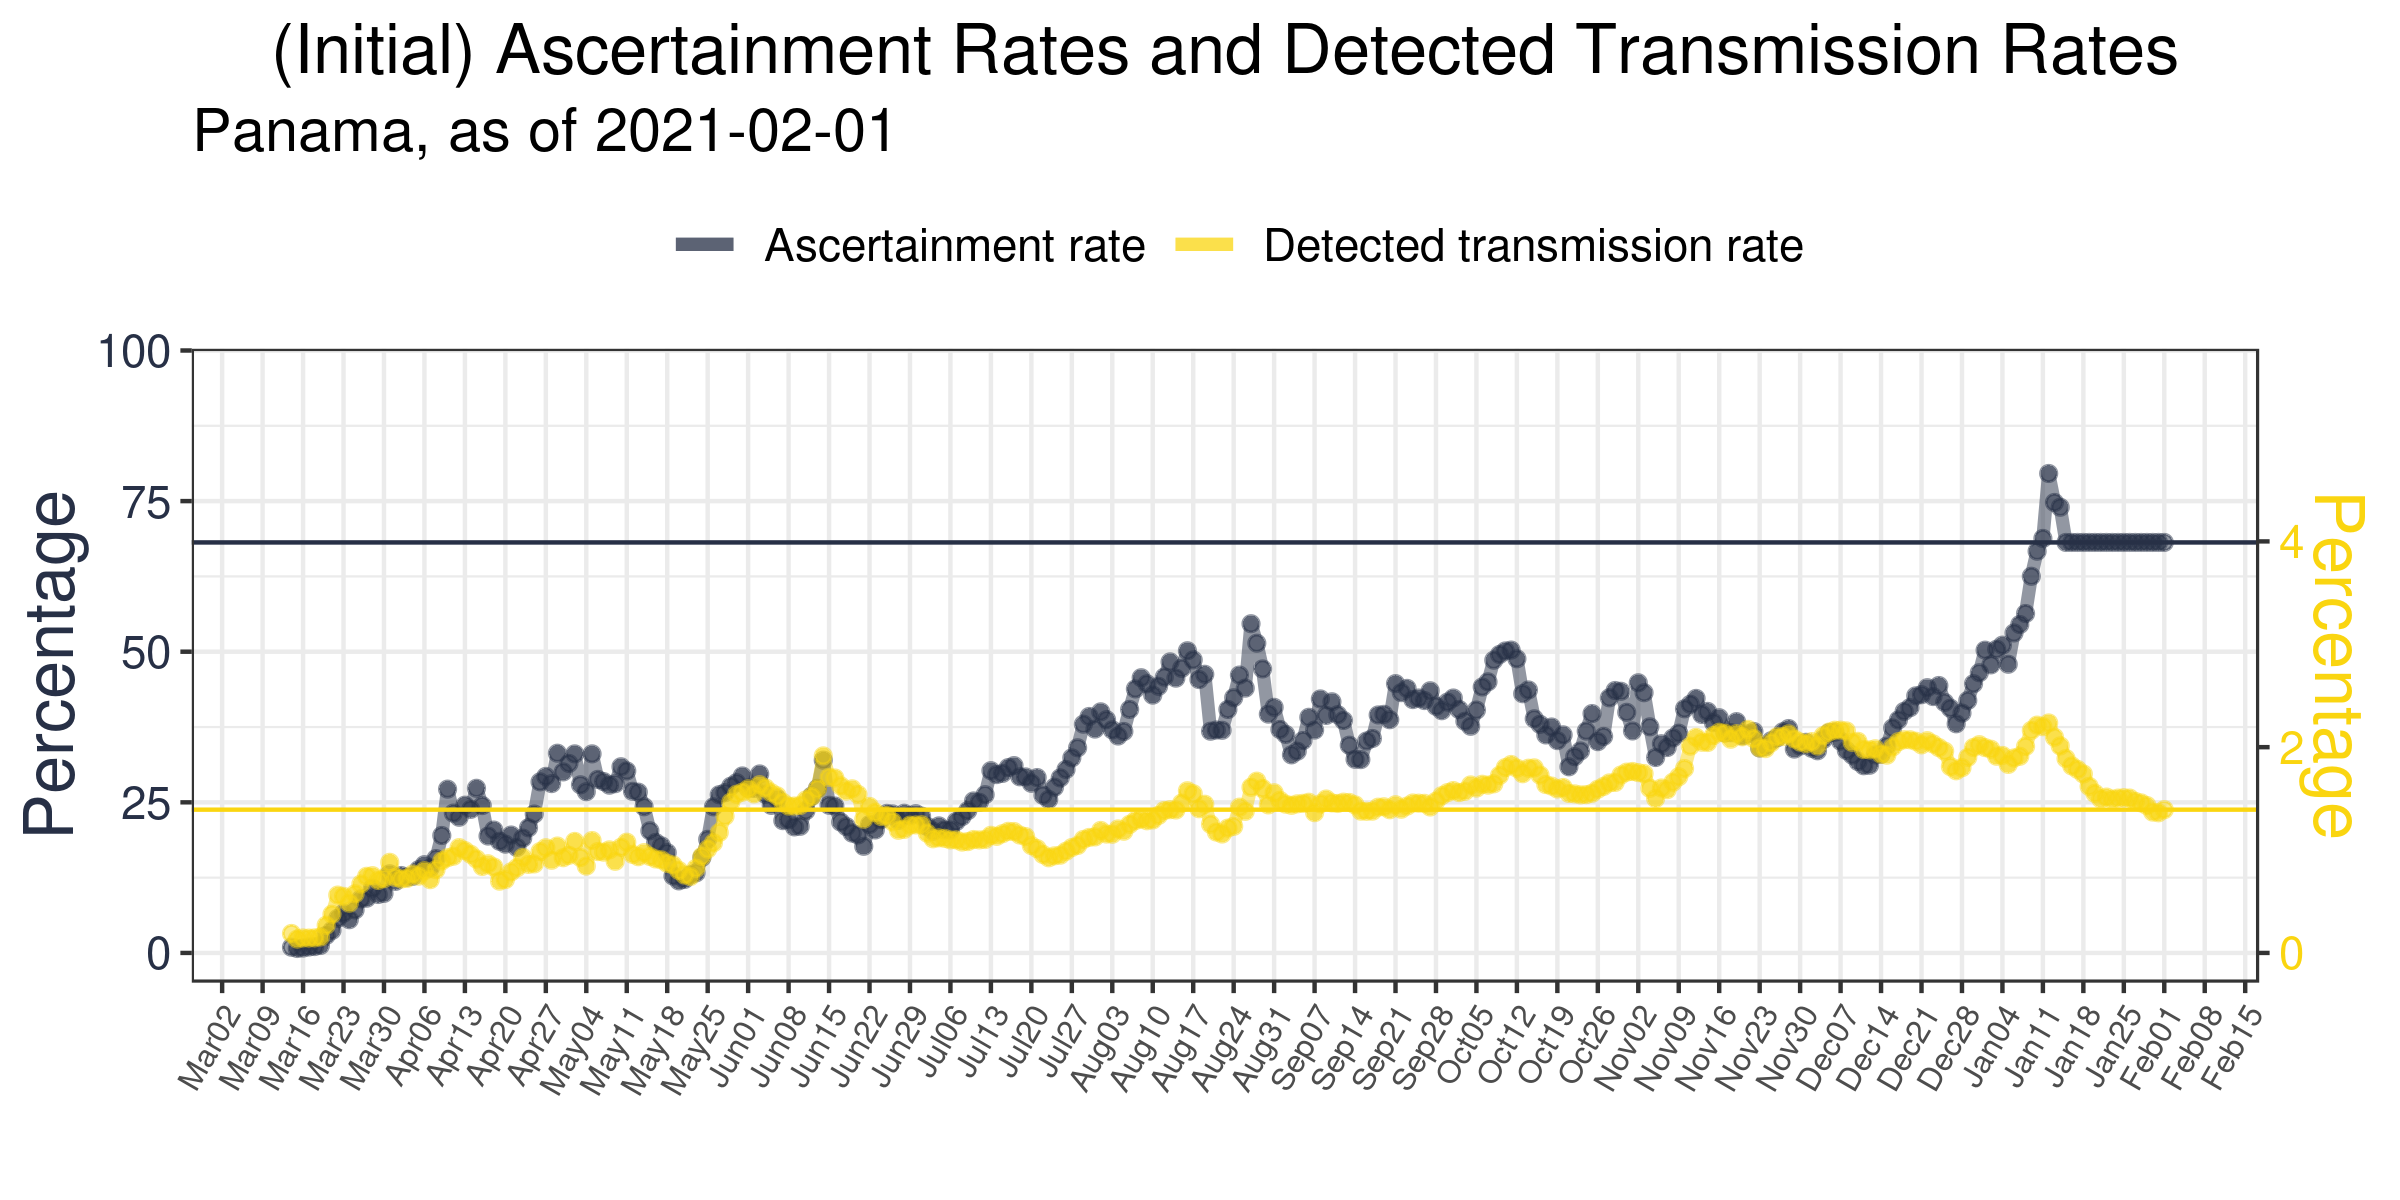 (Initial) Ascertainment Rates and Detected Transmission Rates
Panama, as of 2021-02-01
Ascertainment rate
Detected transmission rate
Percentage
100
75
50
25
0
Percentage
4
2
0
Mar02
Mar09
Mar16
Mar23
Mar30
Apr06
Apr13
Apr20
Apr27
May04
May11
May18
May25
Jun01
Jun08
Jun15
Jun22
Jun29
Jul06
Jul13
Jul20
Jul27
Aug03
Aug10
Aug17
Aug24
Aug31
Sep07
Sep14
Sep21
Sep28
Oct05
Oct12
Oct19
Oct26
Nov02
Nov09
Nov16
Nov23
Nov30
Dec07
Dec14
Dec21
Dec28
Jan04
Jan11
Jan18
Jan25
Feb01
Feb08
Feb15